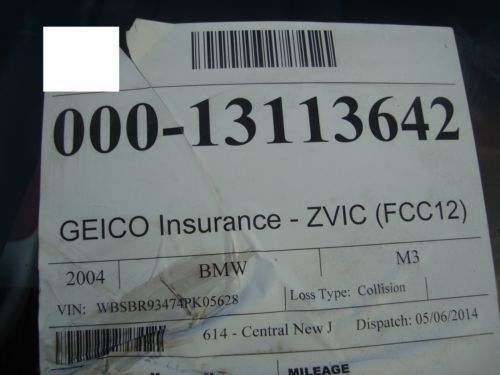 000-13113642
GEICO Insurance - ZVIC (FCC12)
2004 BMW M3
VIN: WBSBR93474PK05628 Loss Type: Collision
614 - Central New J Dispatch: 05/06/2014
MILEAGE